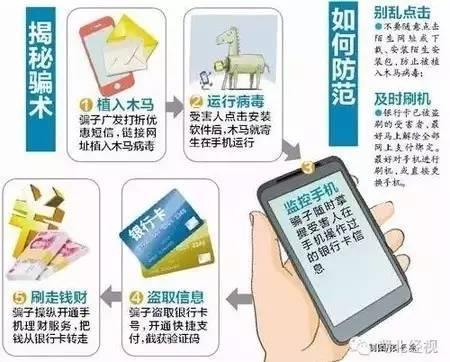 揭秘骗术
①植入木马
骗子广发打折优
惠短信,链接网
址植入木马病毒
②运行病毒
受害人点击安装
软件后,木马就寄
生在手机运行
③
监控手机
骗子随时掌
握受害人在
手机操作过
的银行卡信
息
④盗取信息
骗子盗取银行卡
号,开通快捷支
付,截获验证码
银行卡
银行卡
⑤刷走钱财
骗子操纵开通手
机理财服务,把
钱从银行卡转走
如何防范
别乱点击
●不要随意点击
陌生网址或下
载、安装陌生安
装包,防止被植
入木马病毒;
及时刷机
●银行卡已被盗
刷的受害者,最
好马上解除全部
网上支付绑定。
最好对手机进行
刷机,或直接更
换手机。
制图/